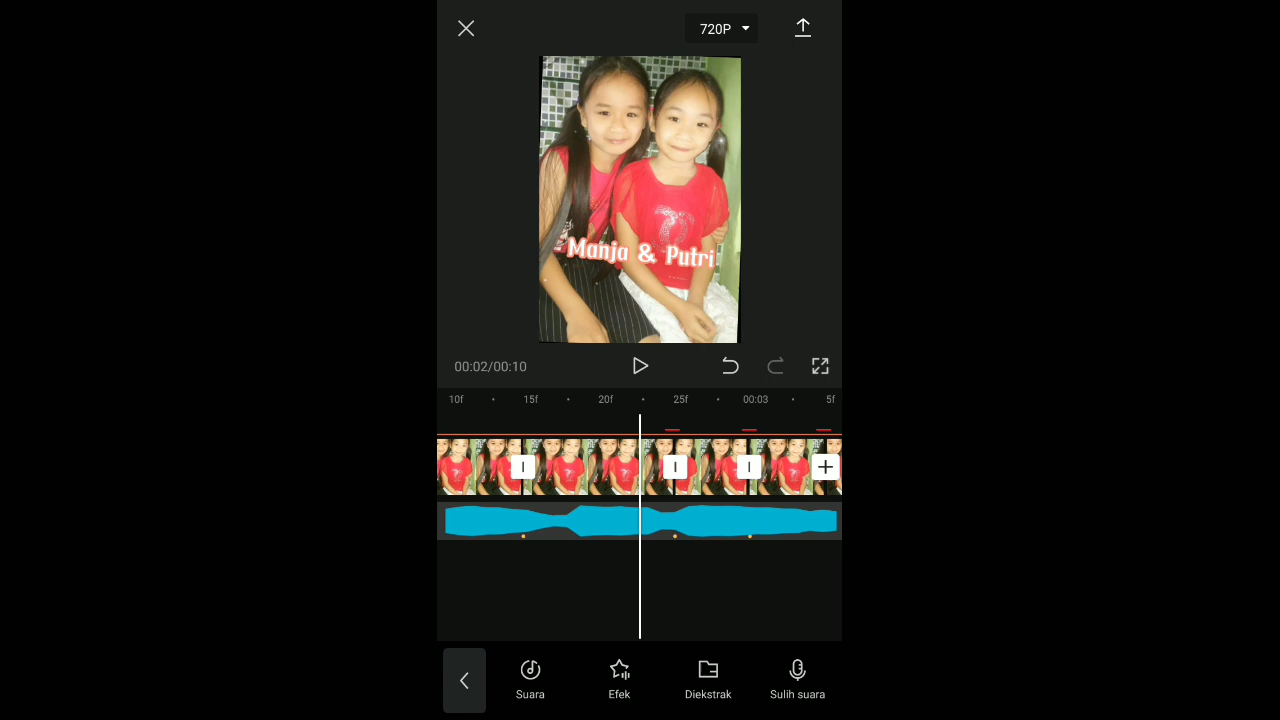 720P
Manja & Putri
00:02/00:10
10f 15f 20f 25f 00:03 5f
Suara Efek Diekstrak Sulih suara